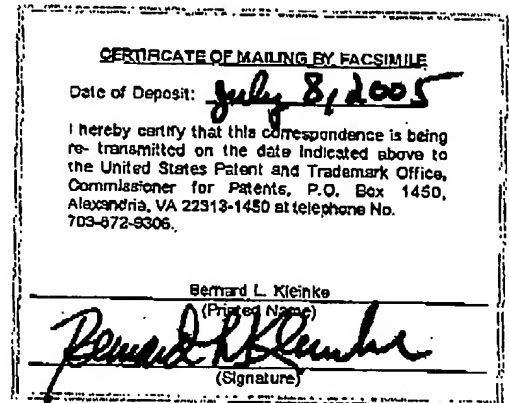 CERTIFICATE OF MAILING BY FACSIMILE
Date of Deposit: July 8, 2005
I hereby certify that this correspondence is being
re- transmitted on the date indicated above to
the United States Patent and Trademark Office,
Commissioner for Patents, P.O. Box 1450,
Alexandria, VA 22313-1450 at telephone No.
703-872-9306.
Bernard L. Kleinke
(Printed Name)
Bernard L Kleinke
(Signature)